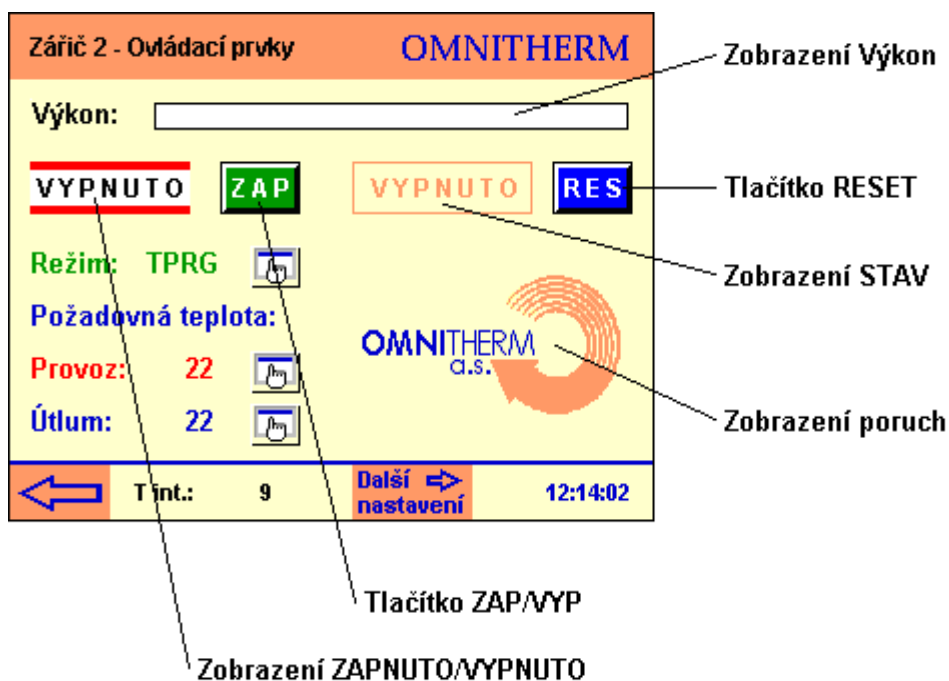 Zářič 2 - Ovládací prvky OMNITHERM
Zobrazení Výkon
Výkon:
VYPNUTO ZAP VYPNUTO RES
Tlačítko RESET
Režim: TPRG
Zobrazení STAV
Požadovná teplota:
OMNITHERM
a.s.
Provoz: 22
Útlum: 22
Zobrazení poruch
T int.: 9
Další
nastavení
12:14:02
Tlačítko ZAP/VYP
Zobrazení ZAPNUTO/VYPNUTO